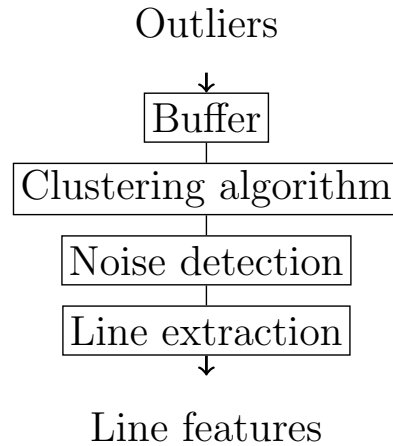 Outliers
Buffer
Clustering algorithm
Noise detection
Line extraction
Line features